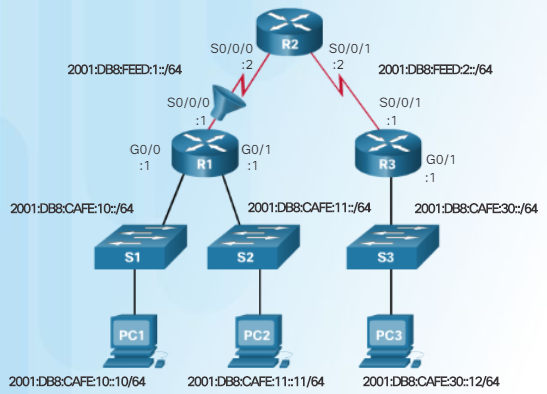 R2
S0/0/0
:2
S0/0/1
:2
2001:DB8:FEED:1::/64
2001:DB8:FEED:2::/64
S0/0/0
:1
S0/0/1
:1
G0/0
:1
R1
G0/1
:1
R3
G0/1
:1
2001:DB8:CAFE:10::/64
2001:DB8:CAFE:11::/64
2001:DB8:CAFE:30::/64
S1
S2
S3
PC1
PC2
PC3
2001:DB8:CAFE:10::10/64
2001:DB8:CAFE:11::11/64
2001:DB8:CAFE:30::12/64